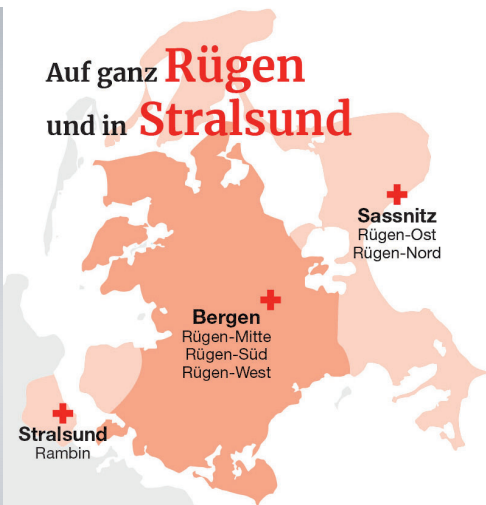 Auf ganz Rügen
und in Stralsund
Sassnitz
Rügen-Ost
Rügen-Nord
Bergen
Rügen-Mitte
Rügen-Süd
Rügen-West
Stralsund
Rambin